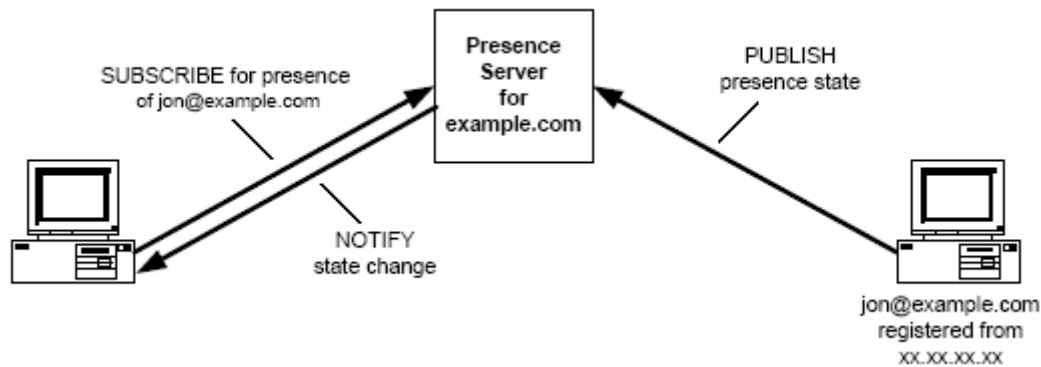 SUBSCRIBE for presence
of jon@example.com
Presence
Server
for
example.com
PUBLISH
presence state
NOTIFY
state change
jon@example.com
registered from
xx.xx.xx.xx